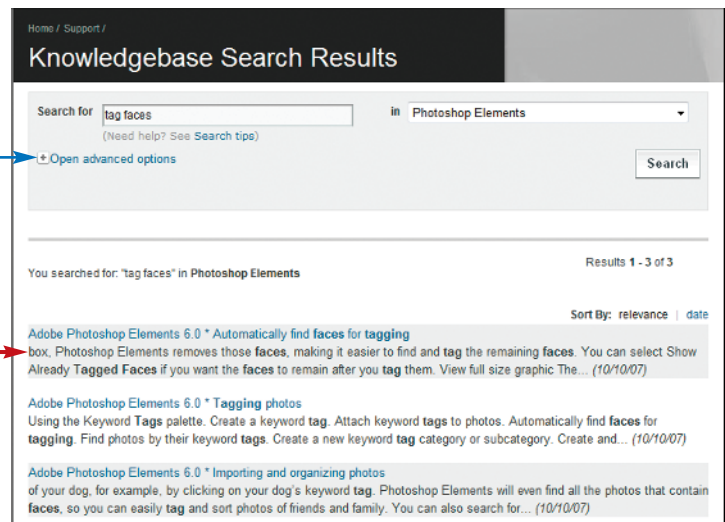 Home / Support /
Knowledgebase Search Results
Search for tag faces in Photoshop Elements
(Need help? See Search tips)
+ Open advanced options
Search
Results 1 - 3 of 3
You searched for: "tag faces" in Photoshop Elements
Sort By: relevance | date
Adobe Photoshop Elements 6.0 * Automatically find faces for tagging
box, Photoshop Elements removes those faces, making it easier to find and tag the remaining faces. You can select Show
Already Tagged Faces if you want the faces to remain after you tag them. View full size graphic The... (10/10/07)
Adobe Photoshop Elements 6.0 * Tagging photos
Using the Keyword Tags palette. Create a keyword tag. Attach keyword tags to photos. Automatically find faces for
tagging. Find photos by their keyword tags. Create a new keyword tag category or subcategory. Create and... (10/10/07)
Adobe Photoshop Elements 6.0 * Importing and organizing photos
of your dog, for example, by clicking on your dog's keyword tag. Photoshop Elements will even find all the photos that contain
faces, so you can easily tag and sort photos of friends and family. You can also search for... (10/10/07)